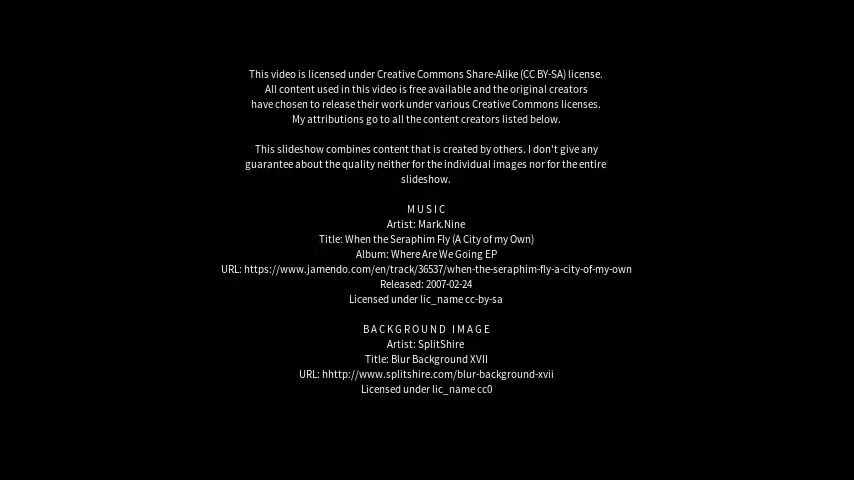 This video is licensed under Creative Commons Share-Alike (CC BY-SA) license.
All content used in this video is free available and the original creators
have chosen to release their work under various Creative Commons licenses.
My attributions go to all the content creators listed below.
This slideshow combines content that is created by others. I don't give any
guarantee about the quality neither for the individual images nor for the entire
slideshow.
MUSIC
Artist: Mark.Nine
Title: When the Seraphim Fly (A City of my Own)
Album: Where Are We Going EP
URL: https://www.jamendo.com/en/track/36537/when-the-seraphim-fly-a-city-of-my-own
Released: 2007-02-24
Licensed under lic_name cc-by-sa
BACKGROUND IMAGE
Artist: SplitShire
Title: Blur Background XVII
URL: hhttp://www.splitshire.com/blur-background-xvii
Licensed under lic_name cc0